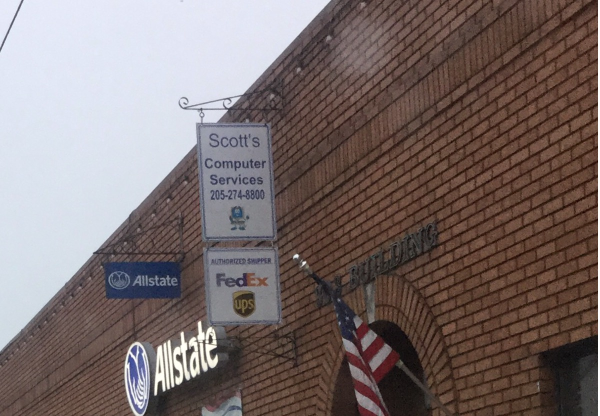 Scott's
Computer
Services
205-274-8800
AUTHORIZED SHIPPER
FedEx
ups
Allstate
Allstate
BUILDING